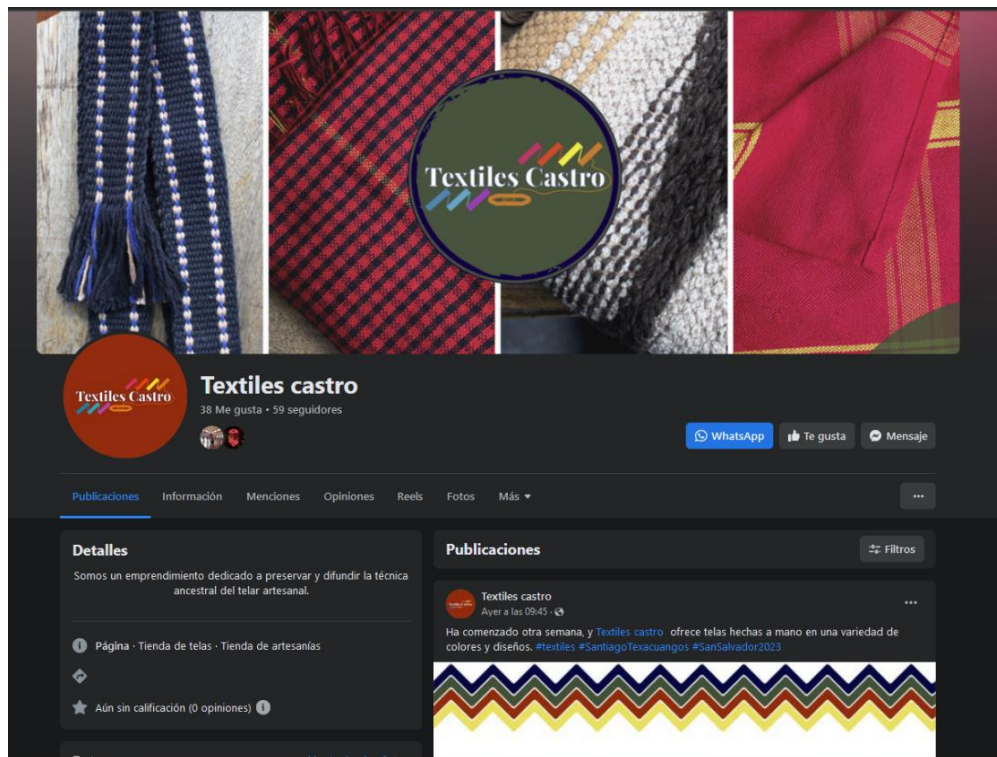 Textiles Castro
Textiles Castro
Textiles castro
38 Me gusta • 59 seguidores
WhatsApp
Te gusta
Mensaje
Publicaciones
Información
Menciones
Opiniones
Reels
Fotos
Más
Detalles
Somos un emprendimiento dedicado a preservar y difundir la técnica
ancestral del telar artesanal.
Página · Tienda de telas · Tienda de artesanías
Aún sin calificación (0 opiniones)
Publicaciones
Filtros
Textiles castro
Ayer a las 09:45 ·
Ha comenzado otra semana, y Textiles castro ofrece telas hechas a mano en una variedad de
colores y diseños. #textiles #SantiagoTexacuangos #SanSalvador2023